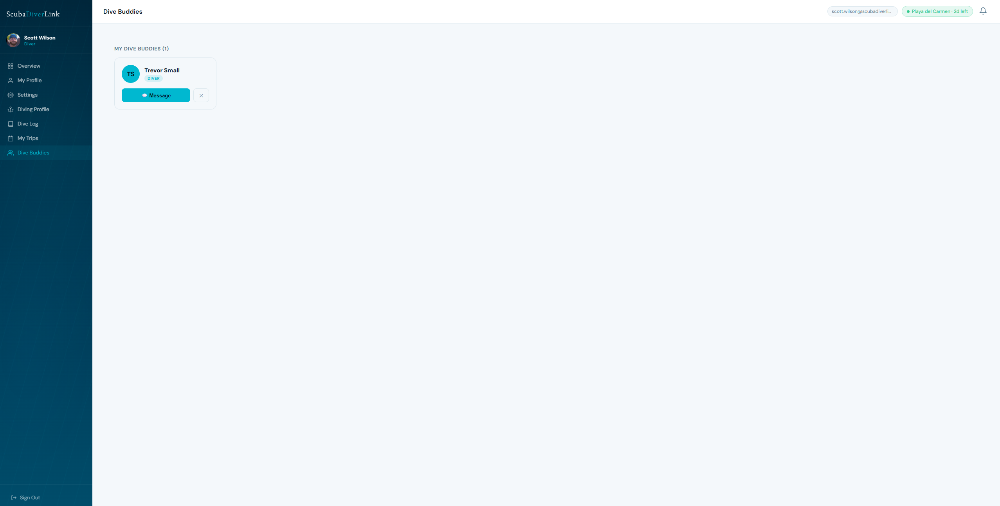 ScubaDiverLink
Scott Wilson
Diver
Overview
My Profile
Settings
Diving Profile
Dive Log
My Trips
Dive Buddies
Sign Out
Dive Buddies
scott.wilson@scubadiverli...
Playa del Carmen · 2d left
MY DIVE BUDDIES (1)
TS
Trevor Small
DIVER
Message